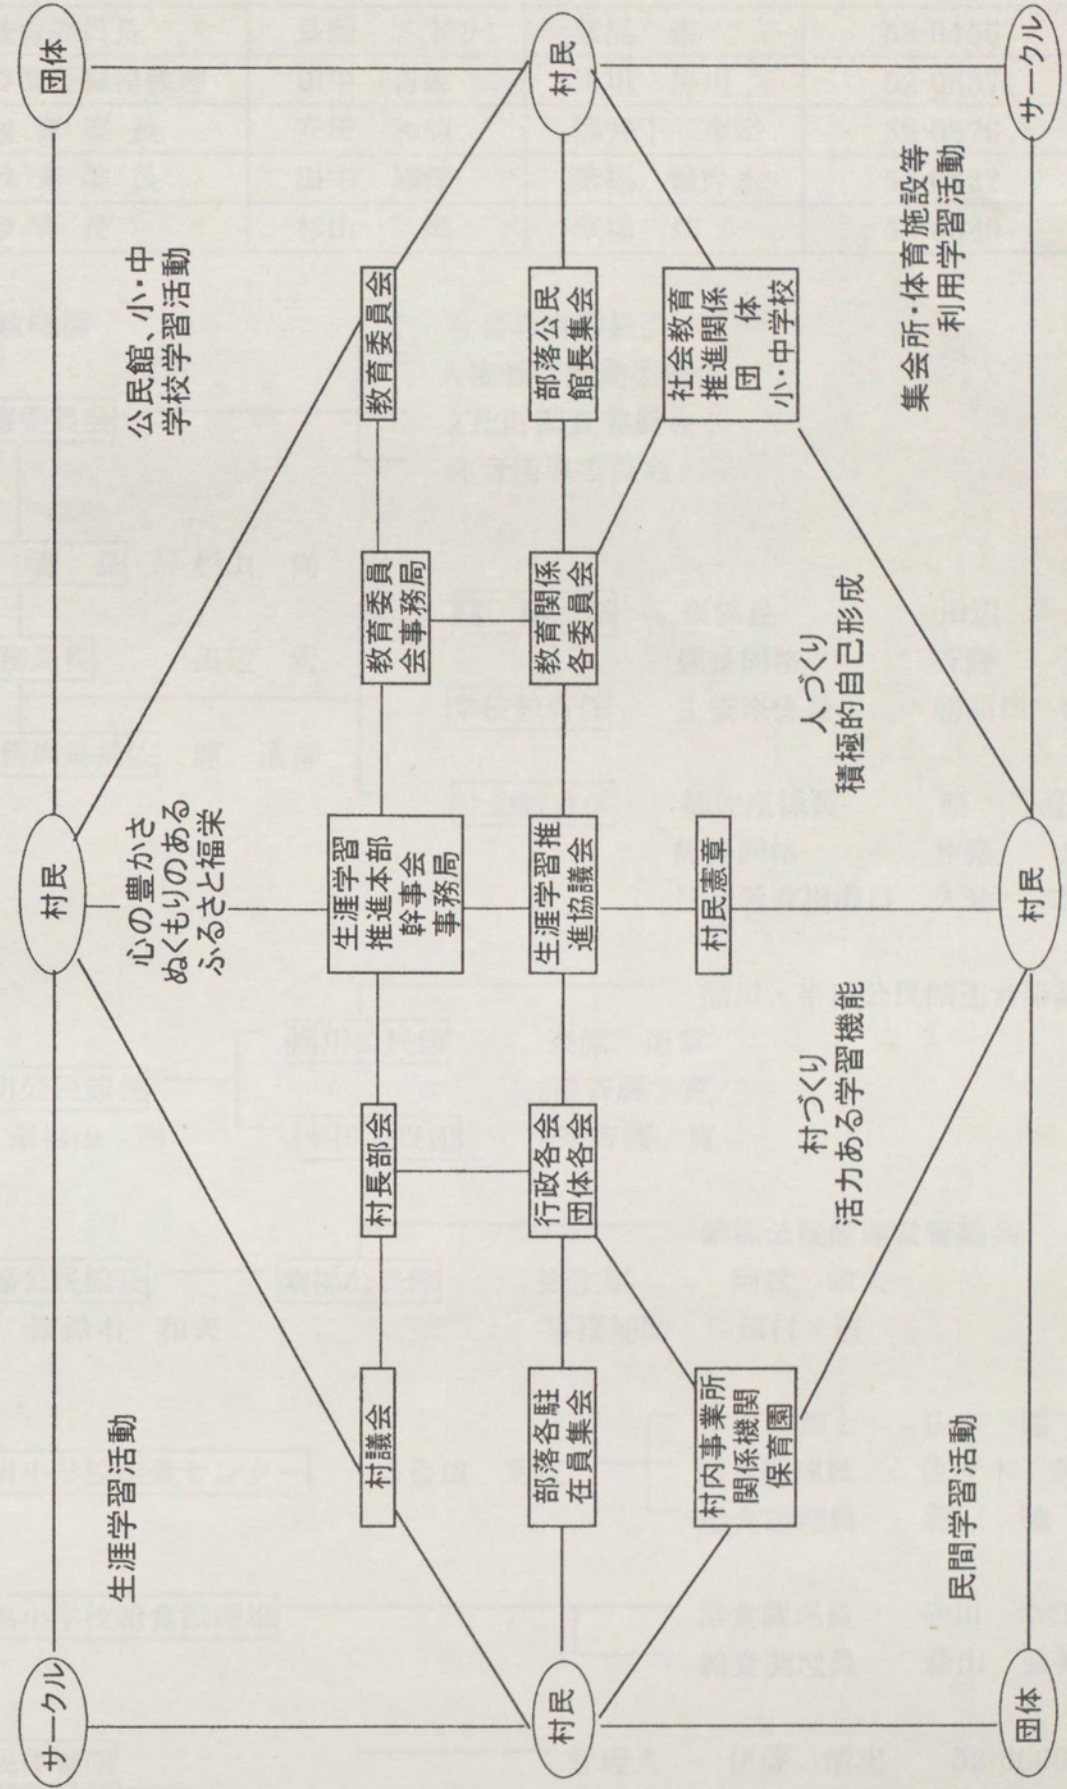 サークル
村民
団体
生涯学習活動
心の豊かさ
ぬくもりのある
ふるさと福栄
公民館、小・中
学校学習活動
村議会
村長部会
生涯学習
推進本部
幹事会
事務局
教育委員
会事務局
教育委員会
村民
部落各駐
在員集会
行政各会
団体各会
生涯学習推
進協議会
教育関係
各委員会
部落公民
館長集会
村民
村内事業所
関係機関
保育園
村民憲章
社会教育
推進関係
団　体
小・中学校
村づくり
活力ある学習機能
人づくり
積極的自己形成
民間学習活動
集会所・体育施設等
利用学習活動
団体
村民
サークル